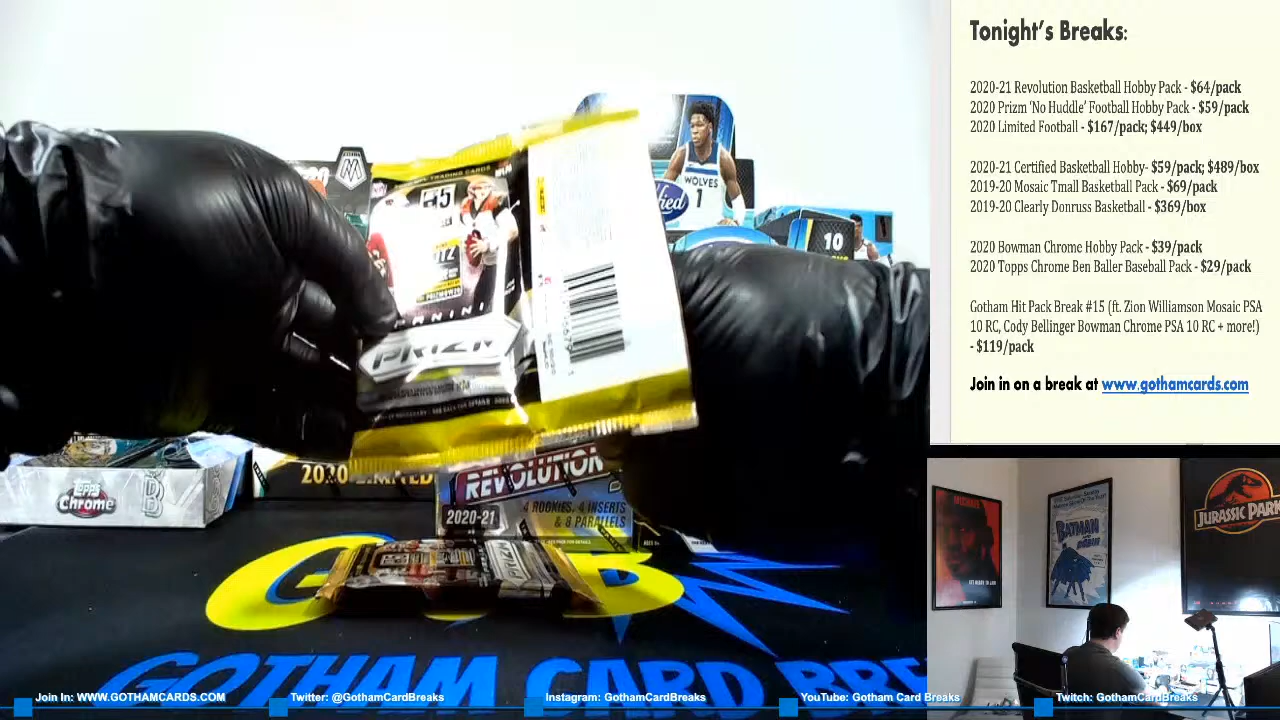 Tonight's Breaks:
2020-21 Revolution Basketball Hobby Pack - $64/pack
2020 Prizm 'No Huddle' Football Hobby Pack - $59/pack
2020 Limited Football - $167/pack; $449/box
2020-21 Certified Basketball Hobby- $59/pack; $489/box
2019-20 Mosaic Tmall Basketball Pack - $69/pack
2019-20 Clearly Donruss Basketball - $369/box
2020 Bowman Chrome Hobby Pack - $39/pack
2020 Topps Chrome Ben Baller Baseball Pack - $29/pack
Gotham Hit Pack Break #15 (ft. Zion Williamson Mosaic PSA
10 RC, Cody Bellinger Bowman Chrome PSA 10 RC + more!)
- $119/pack
Join in on a break at www.gothamcards.com
WOLVES
1
10
PANINI
PRIZM
Topps
Chrome
2020 LIMITED
REVOLUTION
2020-21
4 ROOKIES, 4 INSERTS
& 8 PARALLELS
GOTHAM CARD BRE
BATMAN
JURASSIC PARK
Join In: WWW.GOTHAMCARDS.COM
Twitter: @GothamCardBreaks
Instagram: GothamCardBreaks
YouTube: Gotham Card Breaks
Twitch: GothamCardBreaks